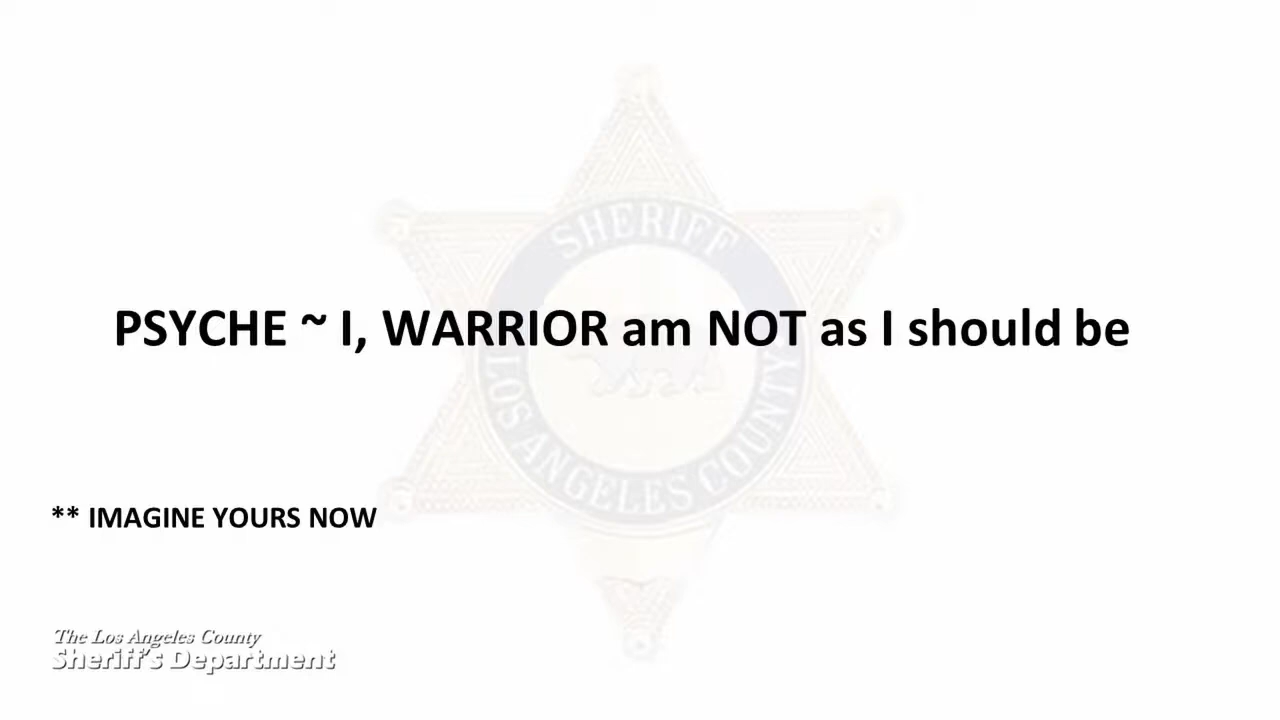 SHERIFF
PSYCHE ~ I, WARRIOR am NOT as I should be
LOS ANGELES COUNTY
** IMAGINE YOURS NOW
The Los Angeles County
Sheriff's Department